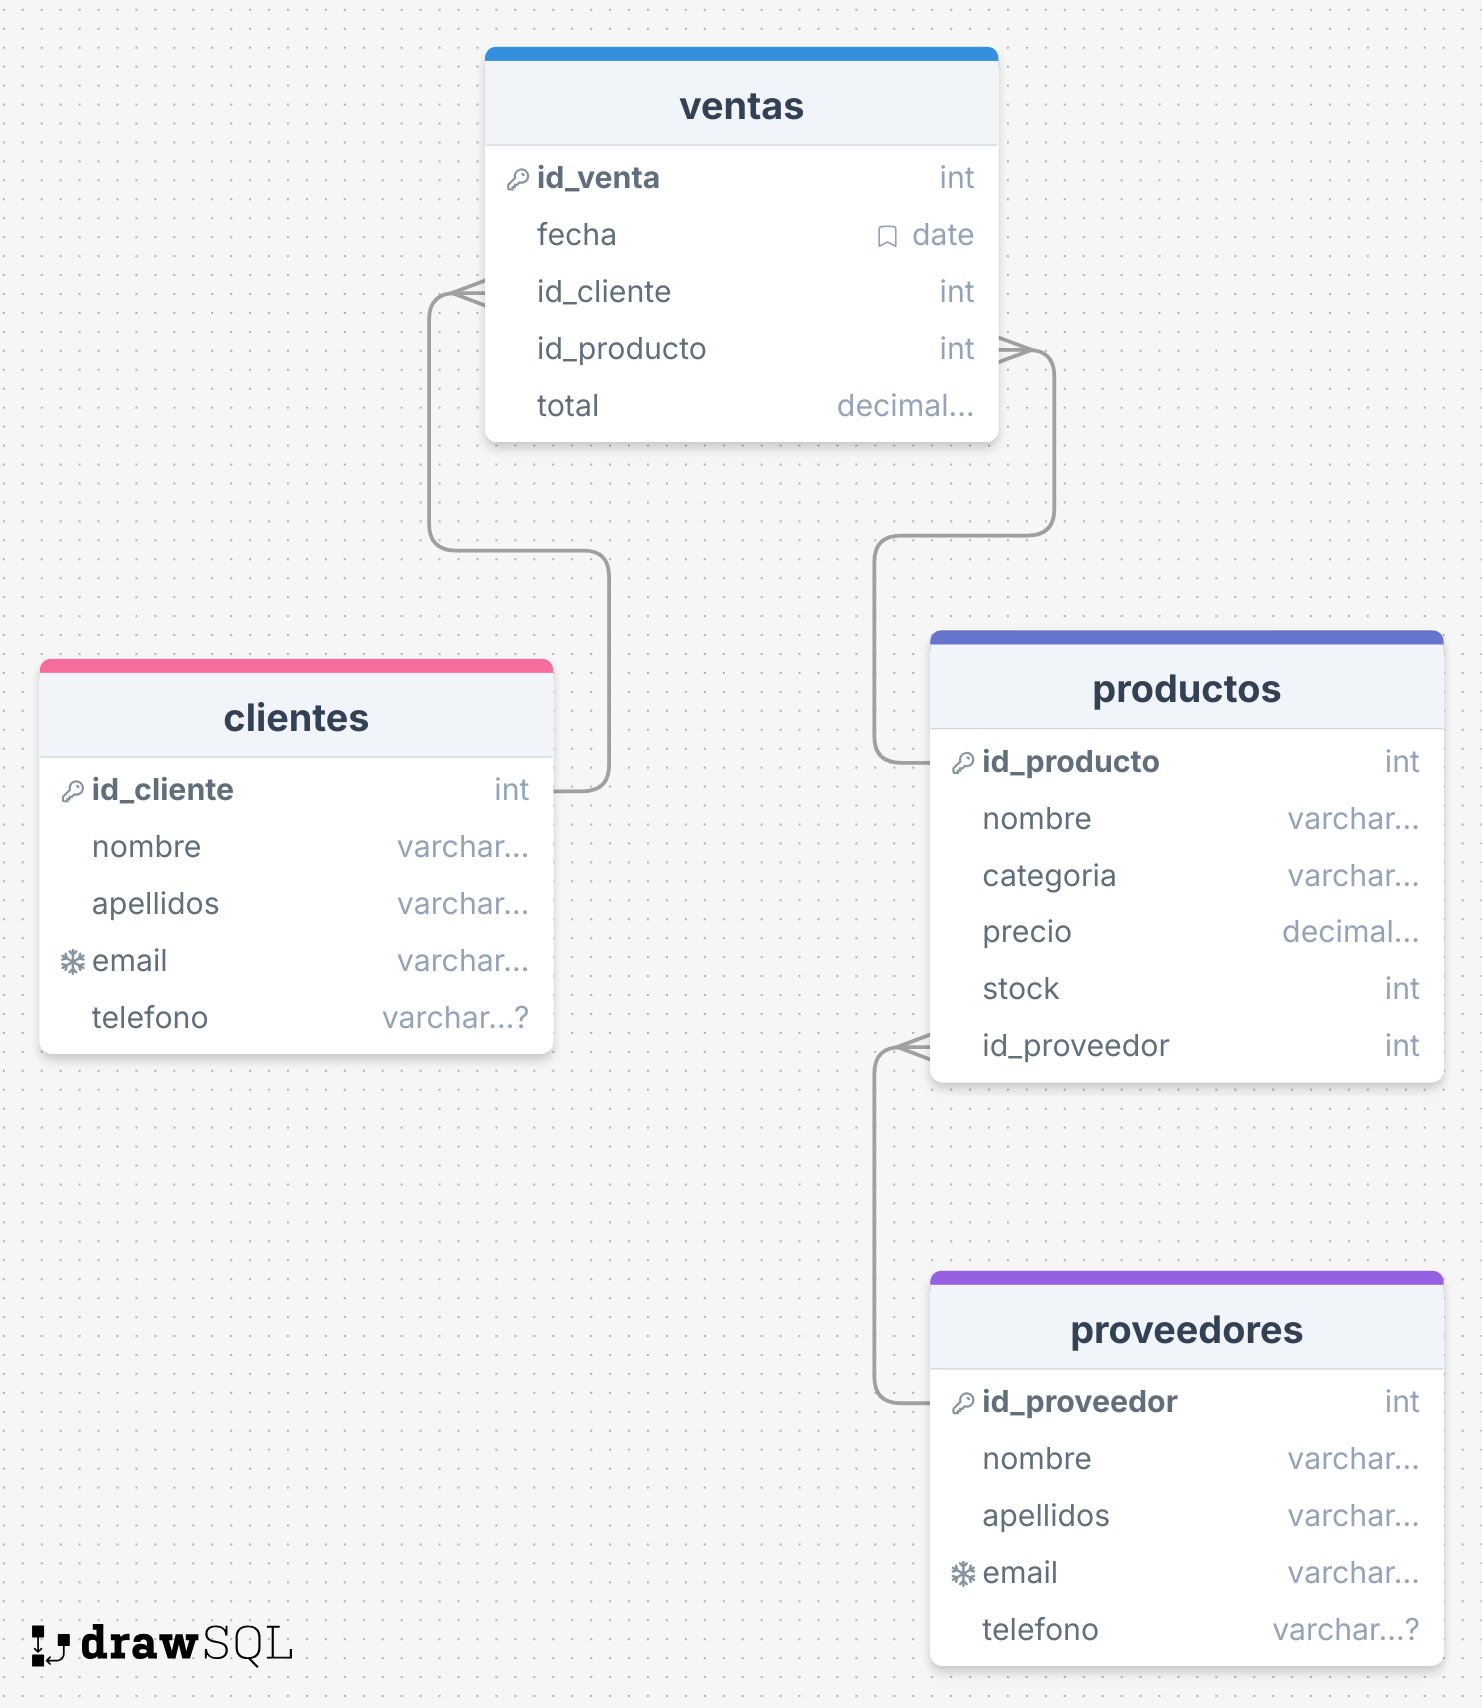 ventas
id_venta int
fecha date
id_cliente int
id_producto int
total decimal...
clientes
id_cliente int
nombre varchar...
apellidos varchar...
email varchar...
telefono varchar...?
productos
id_producto int
nombre varchar...
categoria varchar...
precio decimal...
stock int
id_proveedor int
proveedores
id_proveedor int
nombre varchar...
apellidos varchar...
email varchar...
telefono varchar...?
drawSQL